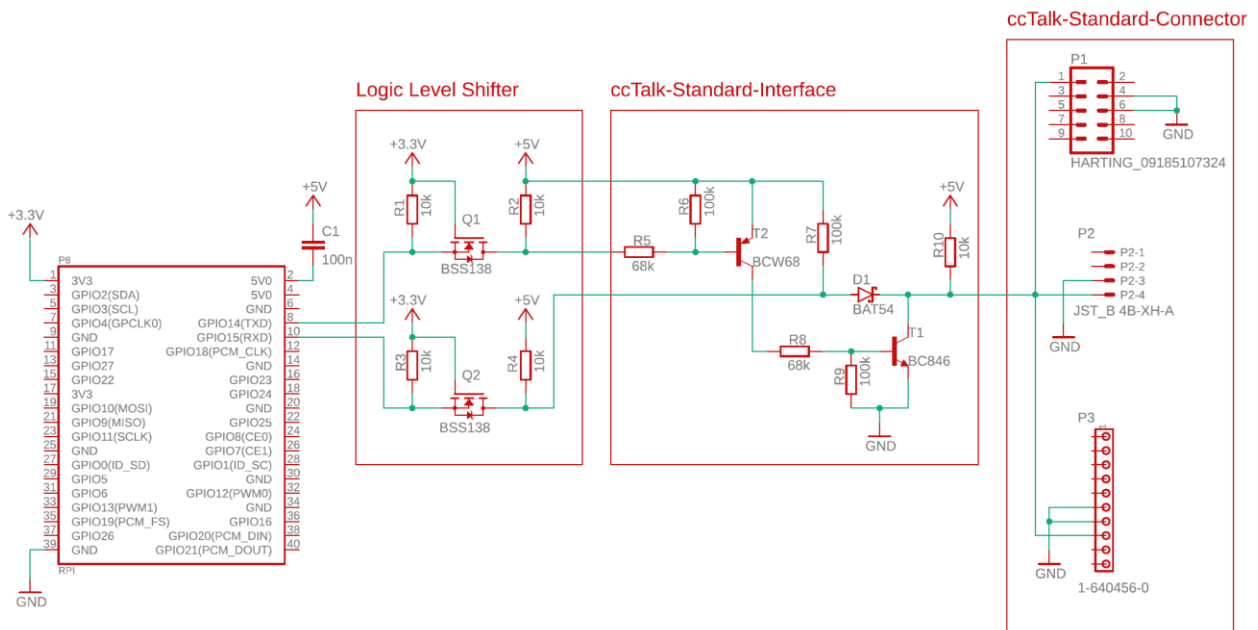 ccTalk-Standard-Connector
Logic Level Shifter
ccTalk-Standard-Interface
P1
1 2
3 4
5 6
7 8
9 10
GND
HARTING_09185107324
+3.3V
+5V
R1
10k
R2
10k
Q1
BSS138
+5V
C1
100n
+3.3V
R5
68k
R6
100k
T2
BCW68
R7
100k
+5V
R10
10k
D1
BAT54
P2
P2-1
P2-2
P2-3
P2-4
JST_B 4B-XH-A
GND
+3.3V
+5V
R3
10k
R4
10k
Q2
BSS138
R8
68k
R9
100k
T1
BC846
GND
P3
1
GND
1-640456-0
P8
1 3V3 5V0 2
3 GPIO2(SDA) 5V0 4
5 GPIO3(SCL) GND 6
7 GPIO4(GPCLK0) GPIO14(TXD) 8
9 GND GPIO15(RXD) 10
11 GPIO17 GPIO18(PCM_CLK) 12
13 GPIO27 GND 14
15 GPIO22 GPIO23 16
17 3V3 GPIO24 18
19 GPIO10(MOSI) GND 20
21 GPIO9(MISO) GPIO25 22
23 GPIO11(SCLK) GPIO8(CE0) 24
25 GND GPIO7(CE1) 26
27 GPIO0(ID_SD) GPIO1(ID_SC) 28
29 GPIO5 GND 30
31 GPIO6 GPIO12(PWM0) 32
33 GPIO13(PWM1) GND 34
35 GPIO19(PCM_FS) GPIO16 36
37 GPIO26 GPIO20(PCM_DIN) 38
39 GND GPIO21(PCM_DOUT) 40
RPI
GND